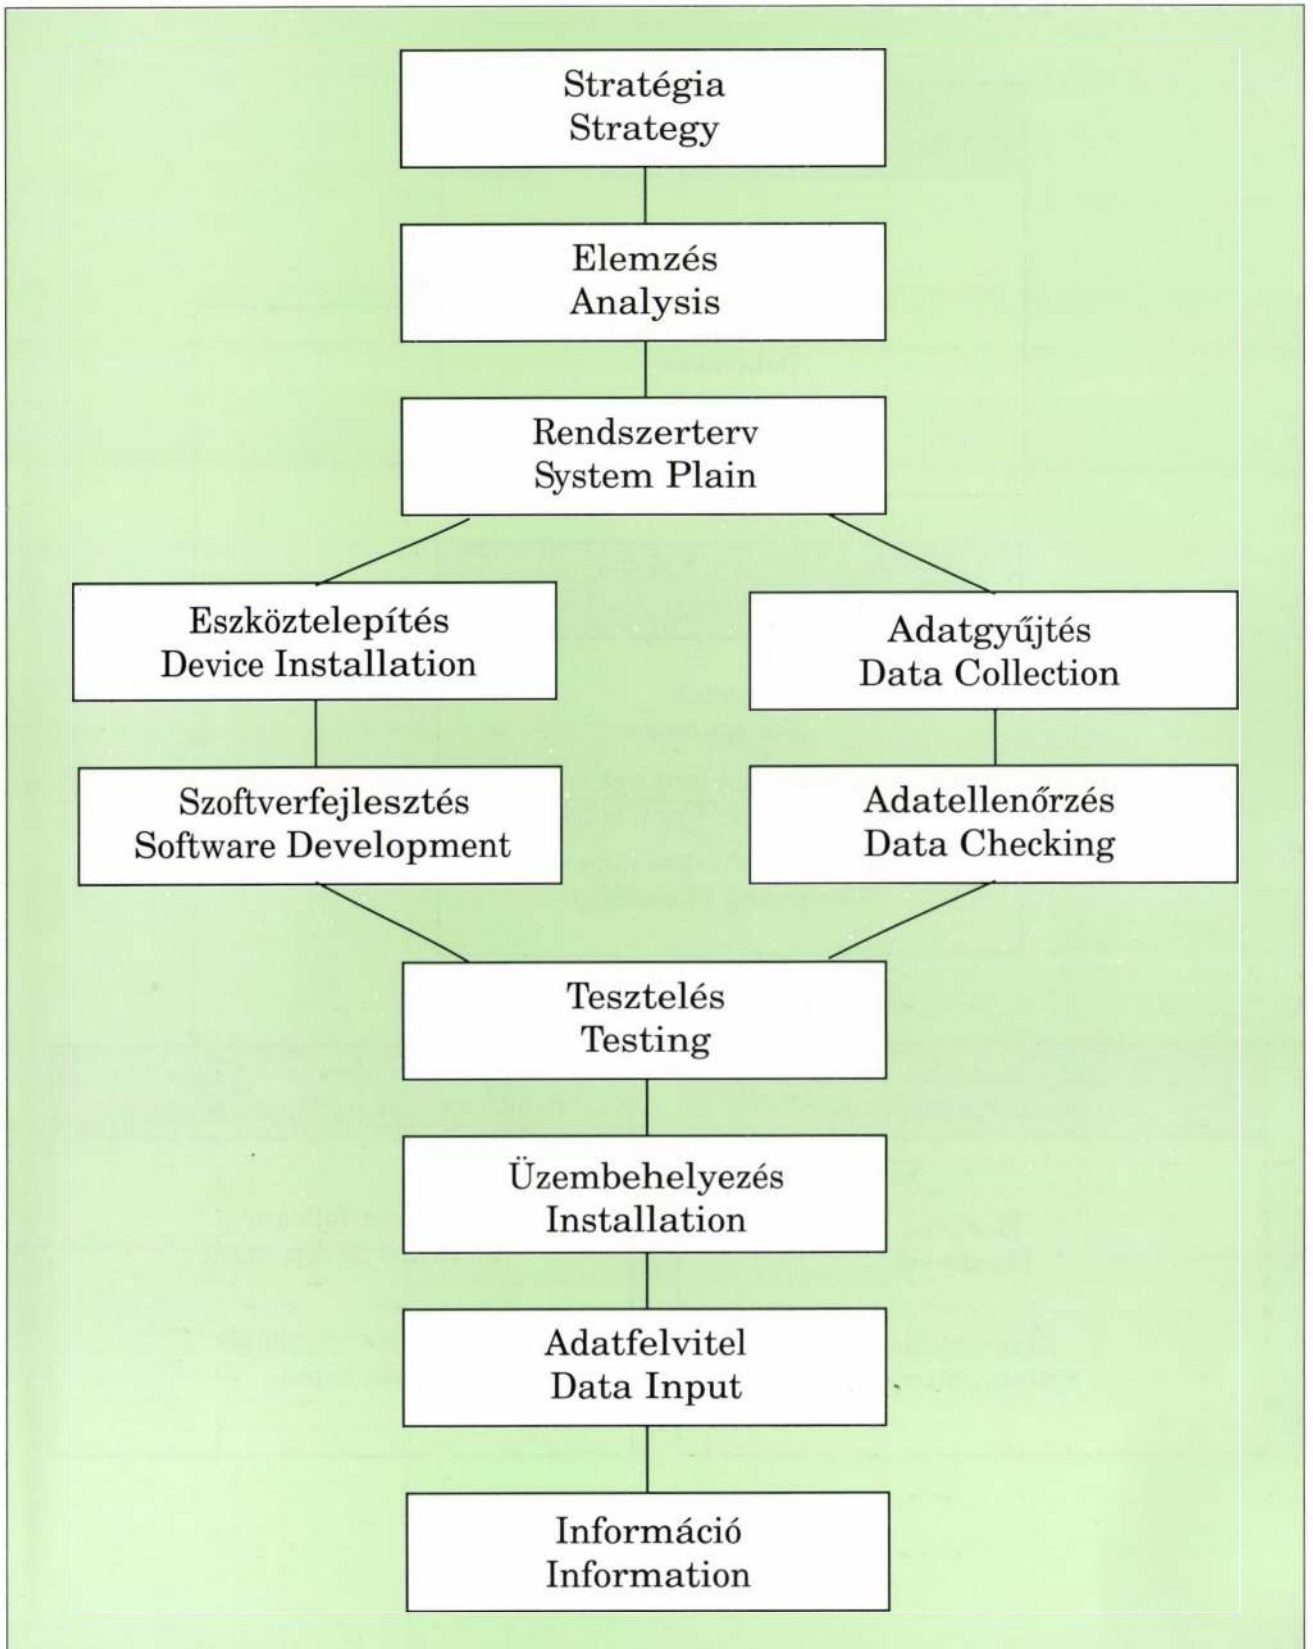 Stratégia
Strategy
Elemzés
Analysis
Rendszerterv
System Plain
Eszköztelepítés
Device Installation
Adatgyűjtés
Data Collection
Szoftverfejlesztés
Software Development
Adatellenőrzés
Data Checking
Tesztelés
Testing
Üzembehelyezés
Installation
Adatfelvitel
Data Input
Információ
Information